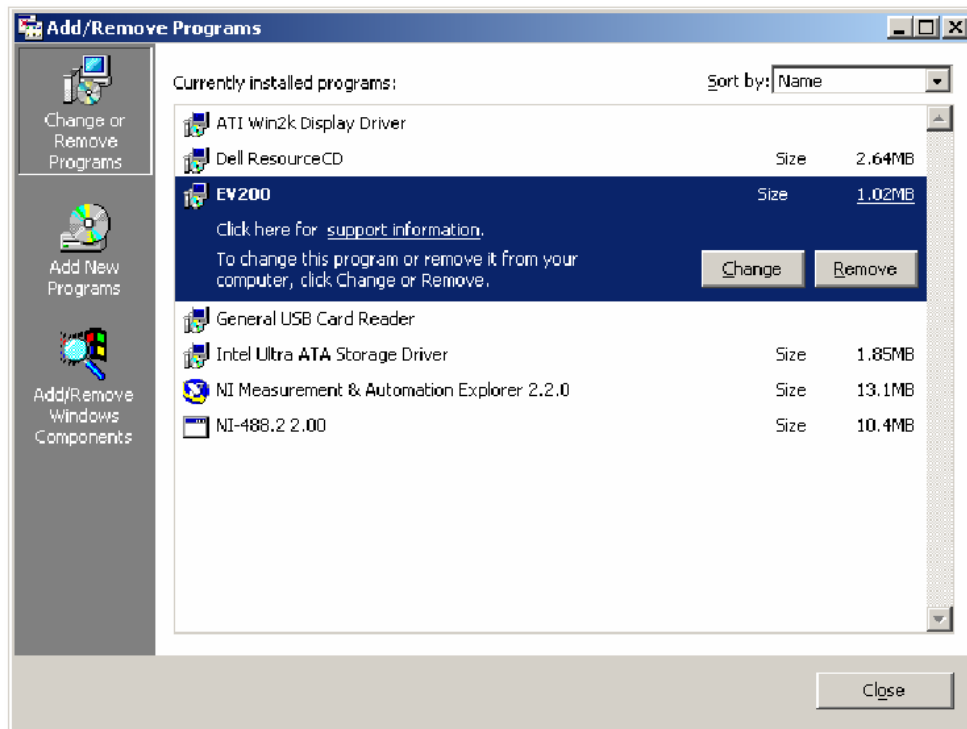 Add/Remove Programs
Change or
Remove
Programs
Add New
Programs
Add/Remove
Windows
Components
Currently installed programs:
Sort by: Name
ATI Win2k Display Driver
Dell ResourceCD Size 2.64MB
EV200 Size 1.02MB
Click here for support information.
To change this program or remove it from your
computer, click Change or Remove.
Change Remove
General USB Card Reader
Intel Ultra ATA Storage Driver Size 1.85MB
NI Measurement & Automation Explorer 2.2.0 Size 13.1MB
NI-488.2 2.00 Size 10.4MB
Close